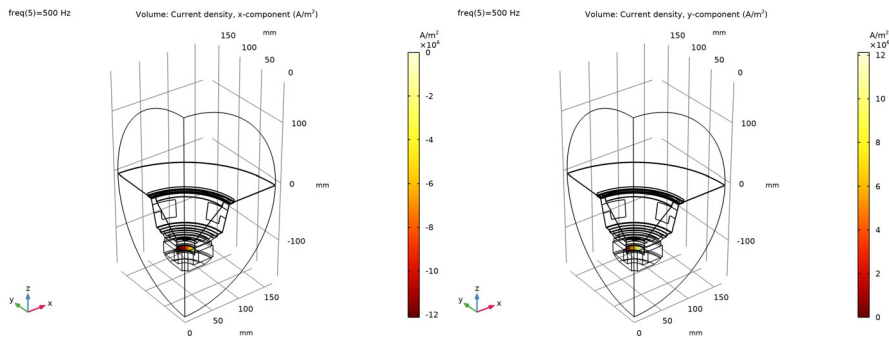 freq(5)=500 Hz
Volume: Current density, x-component (A/m²)
mm
150
100
50
0
100
0
mm
-100
150
100
50
mm
0
z
y
x
A/m²
×10⁶
0
-2
-4
-6
-8
-10
-12
freq(5)=500 Hz
Volume: Current density, y-component (A/m²)
mm
150
100
50
0
100
0
mm
-100
150
100
50
mm
0
z
y
x
A/m²
×10⁶
12
10
8
6
4
2
0